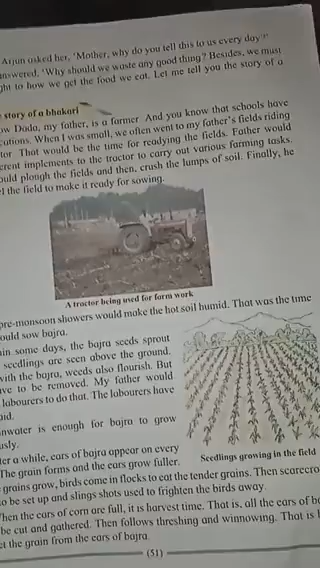 Arjun asked her, 'Mother, why do you tell this to us every day?'
answered, 'Why should we waste any good thing? Besides, we must
ght to how we get the food we eat. Let me tell you the story of a
story of a bhakari
ow Dada, my father, is a farmer. And you know that schools have
cations. When I was small, we often went to my father's fields riding
tor. That would be the time for readying the fields. Father would
erent implements to the tractor to carry out various farming tasks.
ould plough the fields and then, crush the lumps of soil. Finally, he
l the field to make it ready for sowing.
A tractor being used for farm work
pre-monsoon showers would make the hot soil humid. That was the time
ould sow bajra.
in some days, the bajra seeds sprout
seedlings are seen above the ground.
with the bajra, weeds also flourish. But
ave to be removed. My father would
labourers to do that. The labourers have
aid.
inwater is enough for bajra to grow
usly.
Seedlings growing in the field
ter a while, ears of bajra appear on every
The grain forms and the ears grow fuller.
grains grow, birds come in flocks to eat the tender grains. Then scarecro
to be set up and slings shots used to frighten the birds away.
hen the ears of corn are full, it is harvest time. That is, all the ears of ba
be cut and gathered. Then follows threshing and winnowing. That is
et the grain from the ears of bajra.
(51)